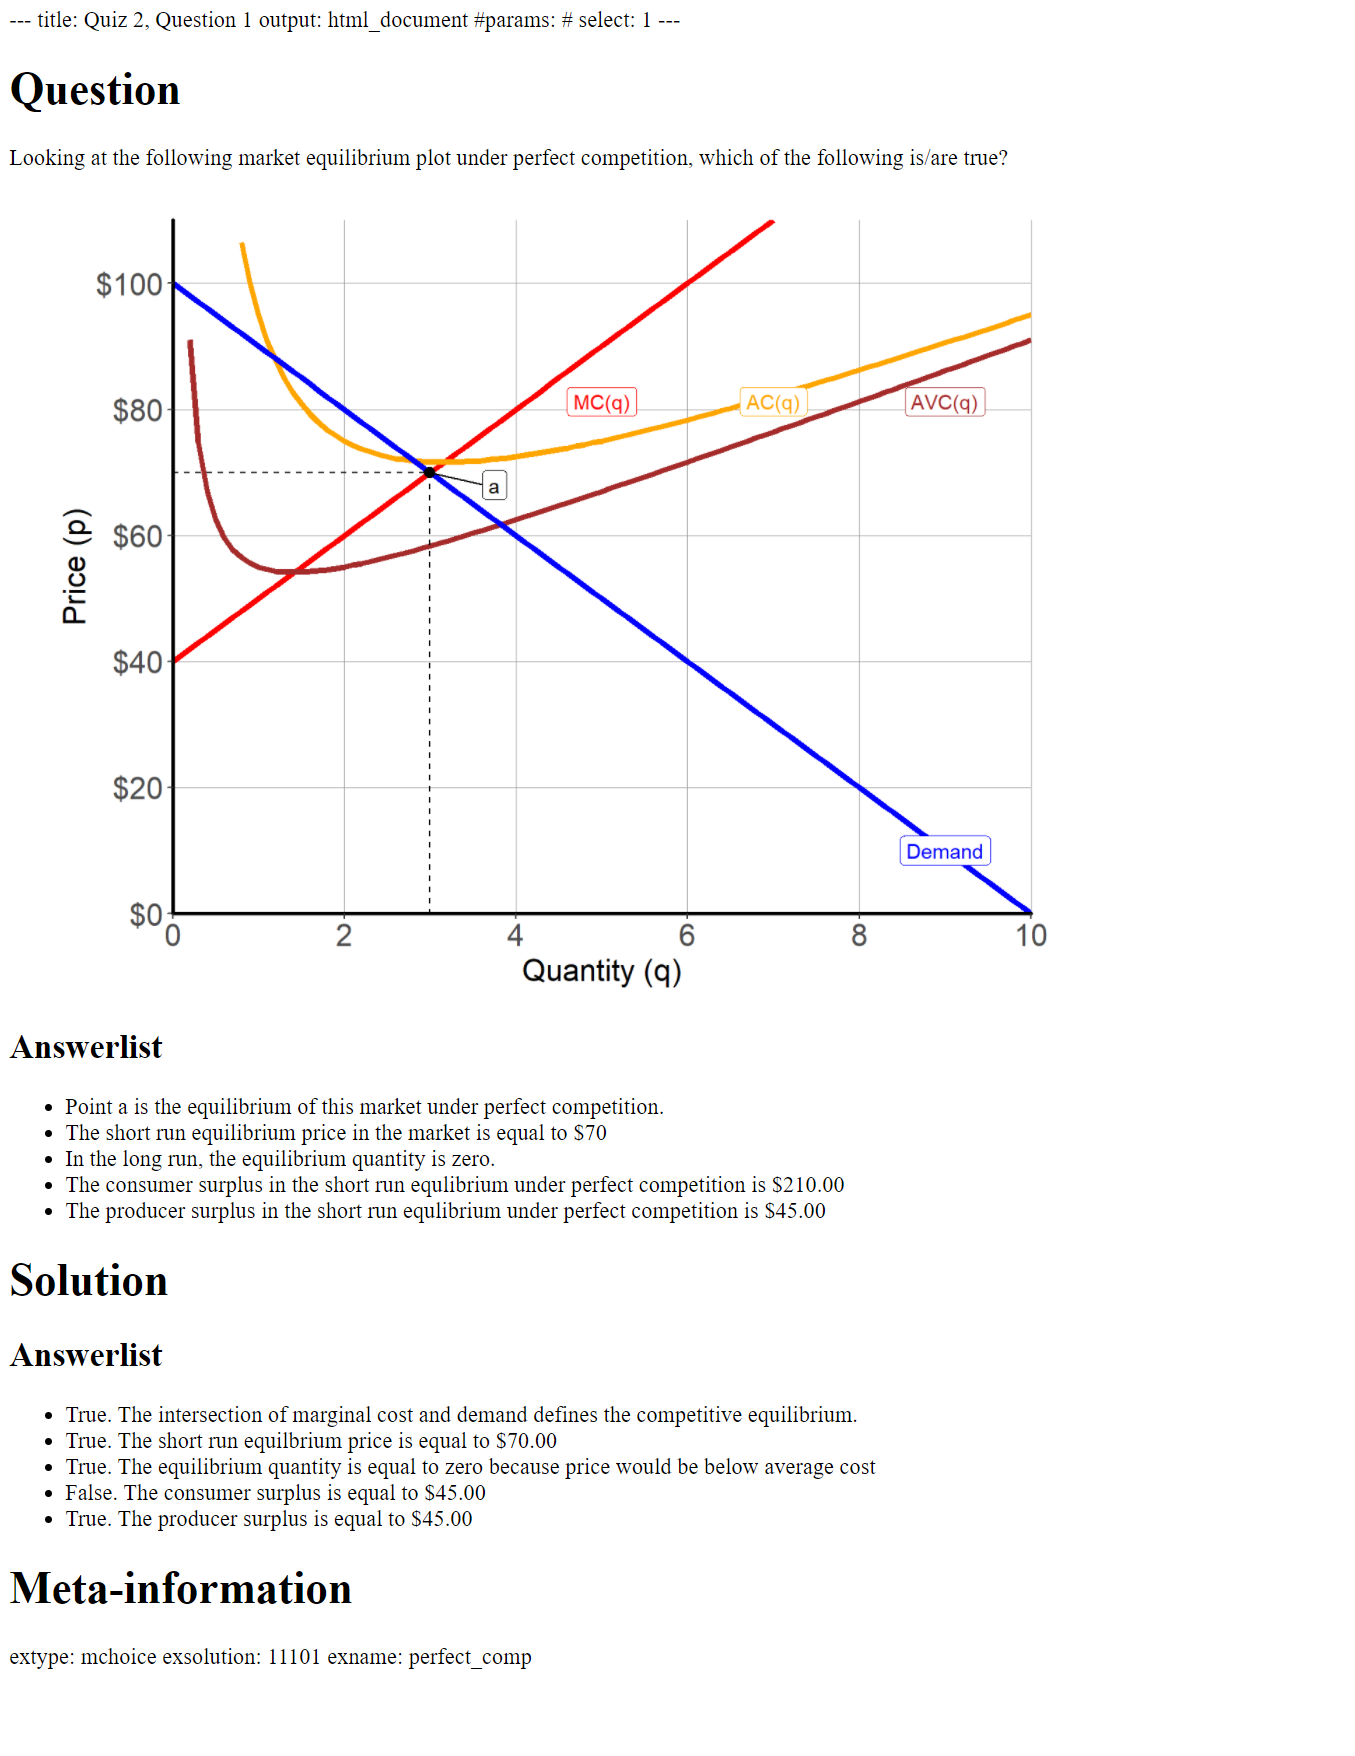 --- title: Quiz 2, Question 1 output: html_document #params: # select: 1 ---
Question
Looking at the following market equilibrium plot under perfect competition, which of the following is/are true?
$100
$80
$60
$40
$20
$0
Price (p)
MC(q)
AC(q)
AVC(q)
a
Demand
0 2 4 6 8 10
Quantity (q)
Answerlist
• Point a is the equilibrium of this market under perfect competition.
• The short run equilibrium price in the market is equal to $70
• In the long run, the equilibrium quantity is zero.
• The consumer surplus in the short run equlibrium under perfect competition is $210.00
• The producer surplus in the short run equlibrium under perfect competition is $45.00
Solution
Answerlist
• True. The intersection of marginal cost and demand defines the competitive equilibrium.
• True. The short run equilbrium price is equal to $70.00
• True. The equilibrium quantity is equal to zero because price would be below average cost
• False. The consumer surplus is equal to $45.00
• True. The producer surplus is equal to $45.00
Meta-information
extype: mchoice exsolution: 11101 exname: perfect_comp